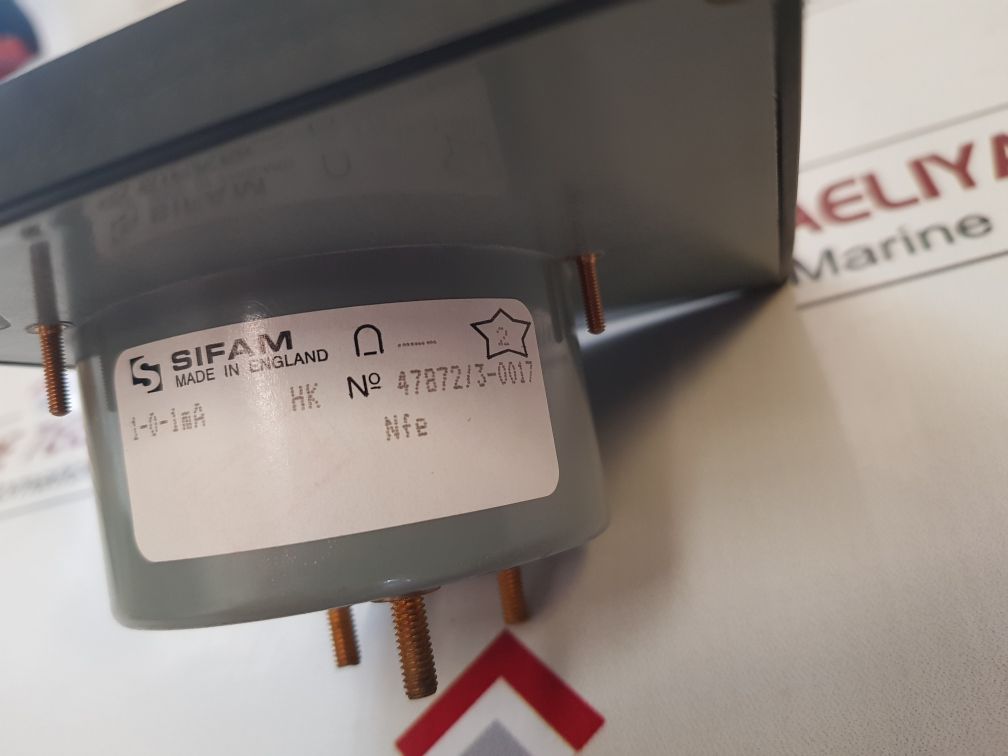 SIFAM
MADE IN ENGLAND
2
1-0-1mA
HK
Nº 47872/3-0017
Nfe
AELIYA
Marine